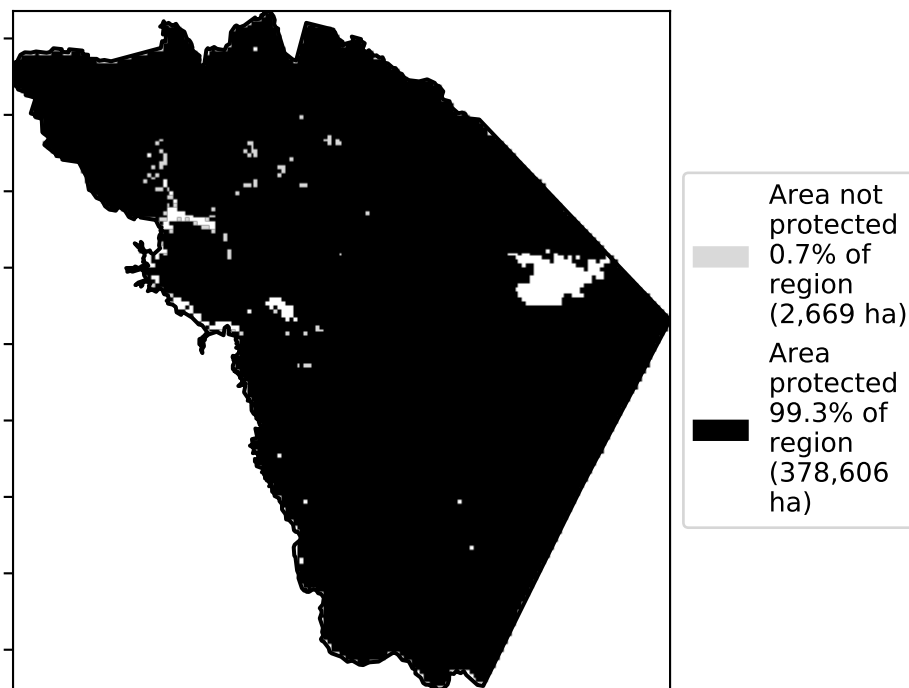 Area not
protected
0.7% of
region
(2,669 ha)
Area
protected
99.3% of
region
(378,606
ha)